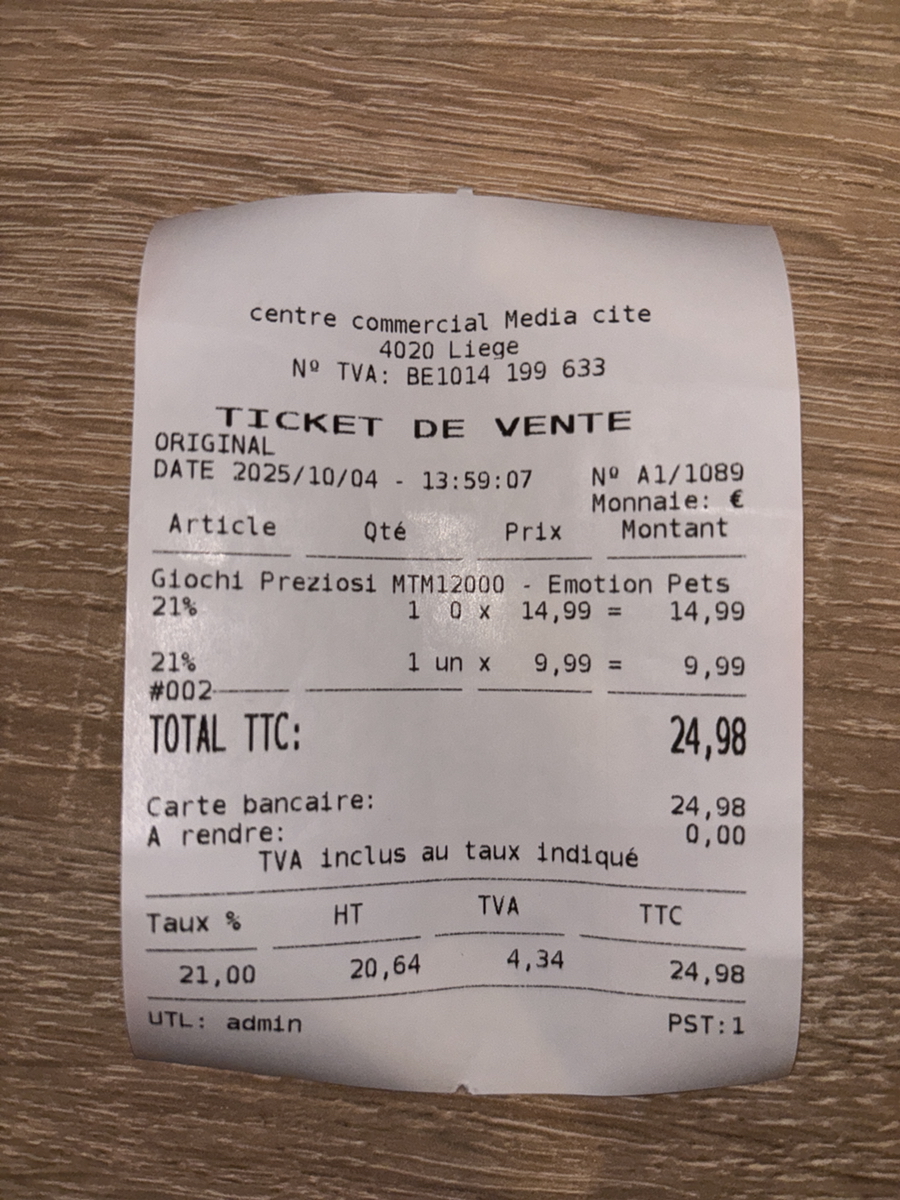 centre commercial Media cite
4020 Liege
Nº TVA: BE1014 199 633
TICKET DE VENTE
ORIGINAL
DATE 2025/10/04 - 13:59:07 Nº A1/1089
Monnaie: €
Article Qté Prix Montant
Giochi Preziosi MTM12000 - Emotion Pets
21% 1 0 x 14,99 = 14,99
21% 1 un x 9,99 = 9,99
#002
TOTAL TTC: 24,98
Carte bancaire: 24,98
A rendre: 0,00
TVA inclus au taux indiqué
Taux % HT TVA TTC
21,00 20,64 4,34 24,98
UTL: admin PST:1